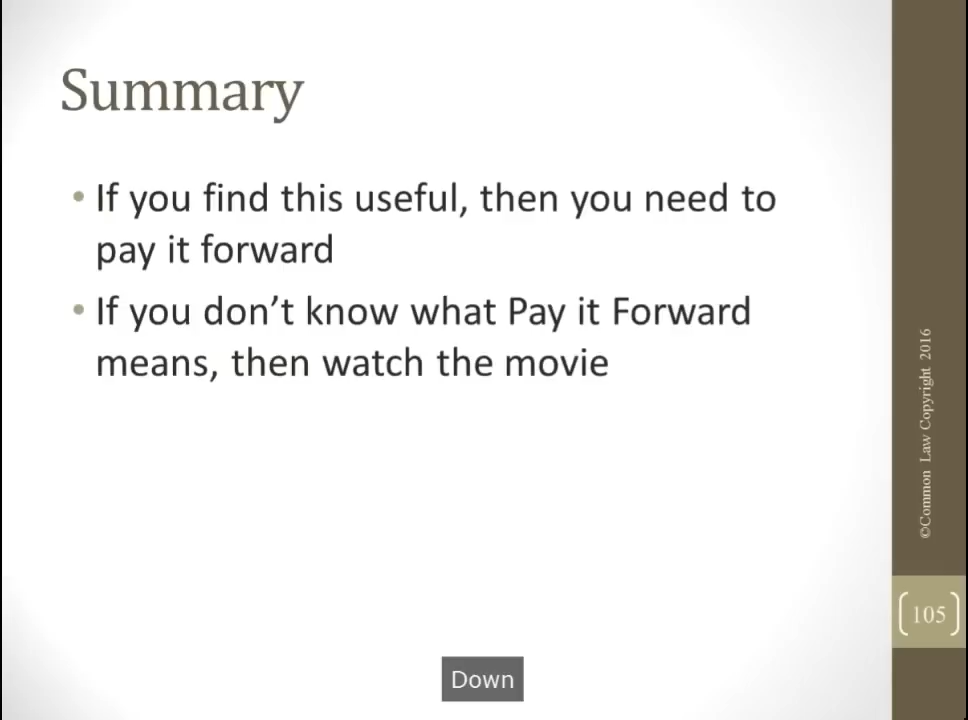 Summary
• If you find this useful, then you need to
pay it forward
• If you don’t know what Pay it Forward
means, then watch the movie
©Common Law Copyright 2016
105
Down